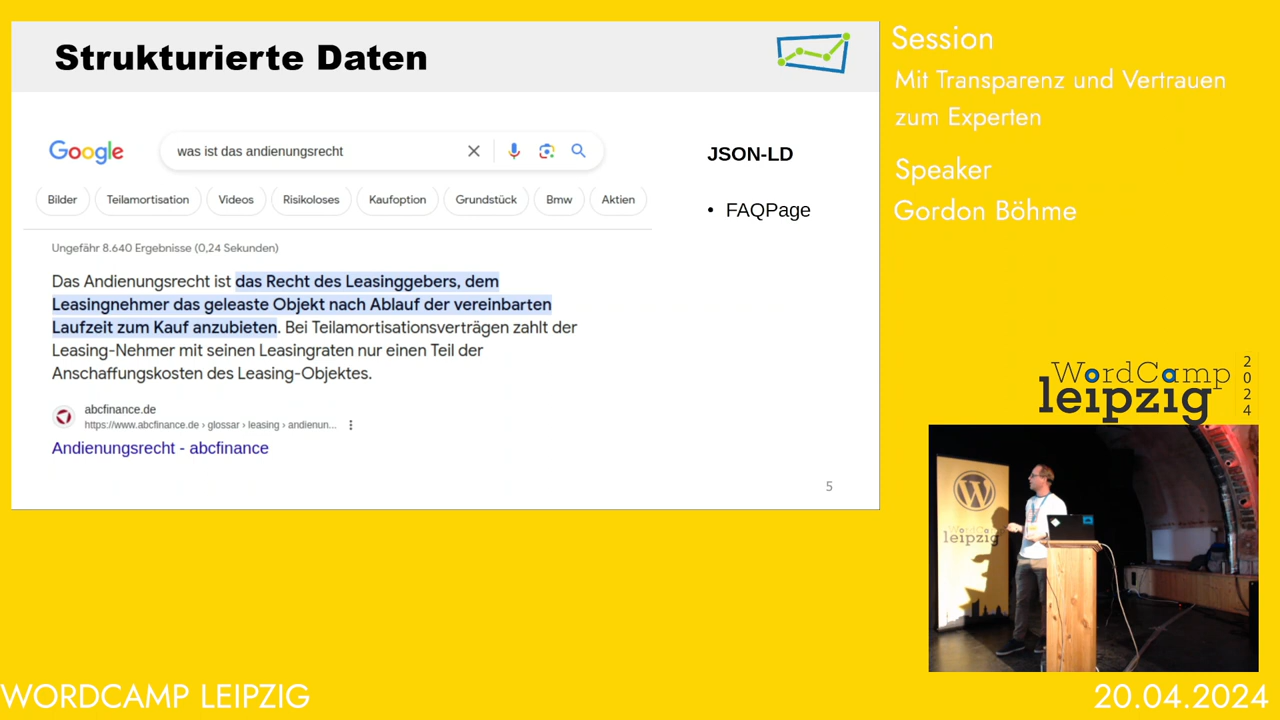 Strukturierte Daten
Google
was ist das andienungsrecht
Bilder
Teilamortisation
Videos
Risikoloses
Kaufoption
Grundstück
Bmw
Aktien
Ungefähr 8.640 Ergebnisse (0,24 Sekunden)
Das Andienungsrecht ist das Recht des Leasinggebers, dem
Leasingnehmer das geleaste Objekt nach Ablauf der vereinbarten
Laufzeit zum Kauf anzubieten. Bei Teilamortisationsverträgen zahlt der
Leasing-Nehmer mit seinen Leasingraten nur einen Teil der
Anschaffungskosten des Leasing-Objektes.
abcfinance.de
https://www.abcfinance.de › glossar › leasing › andienun...
Andienungsrecht - abcfinance
JSON-LD
• FAQPage
5
Session
Mit Transparenz und Vertrauen
zum Experten
Speaker
Gordon Böhme
WordCamp
leipzig
2024
WordCamp
leipzig
WORDCAMP LEIPZIG
20.04.2024